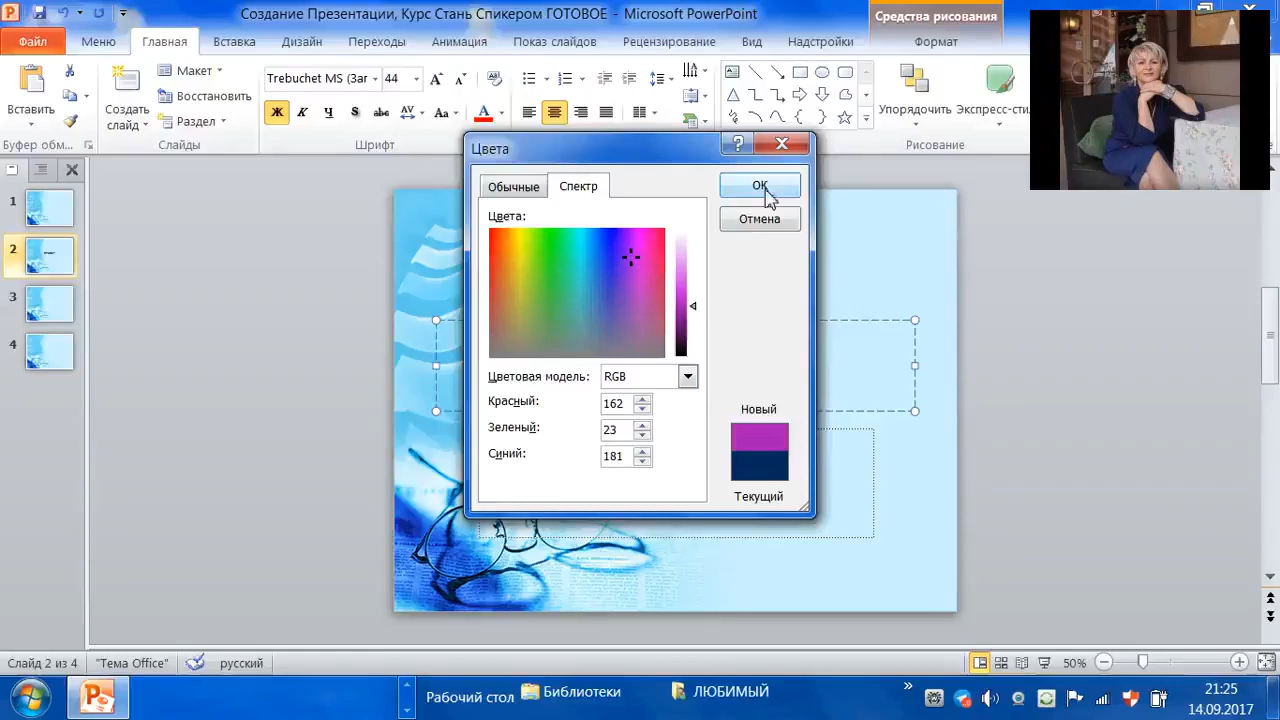 Создание Презентации. Курс Стань Спикером ГОТОВОЕ - Microsoft PowerPoint
Средства рисования
Файл Меню Главная Вставка Дизайн Переходы Анимация Показ слайдов Рецензирование Вид Надстройки Формат
Вставить
Буфер обм...
Создать слайд
Макет
Восстановить
Раздел
Слайды
Trebuchet MS (Заг 44
Ж К Ч S abc AV Aa A
Шрифт
Упорядочить
Экспресс-сти
Рисование
1
2
3
4
Цвета
Обычные Спектр
ОК
Отмена
Цвета:
Цветовая модель: RGB
Красный: 162
Зеленый: 23
Синий: 181
Новый
Текущий
Слайд 2 из 4 "Тема Office" русский 50%
Рабочий стол Библиотеки ЛЮБИМЫЙ
21:25
14.09.2017